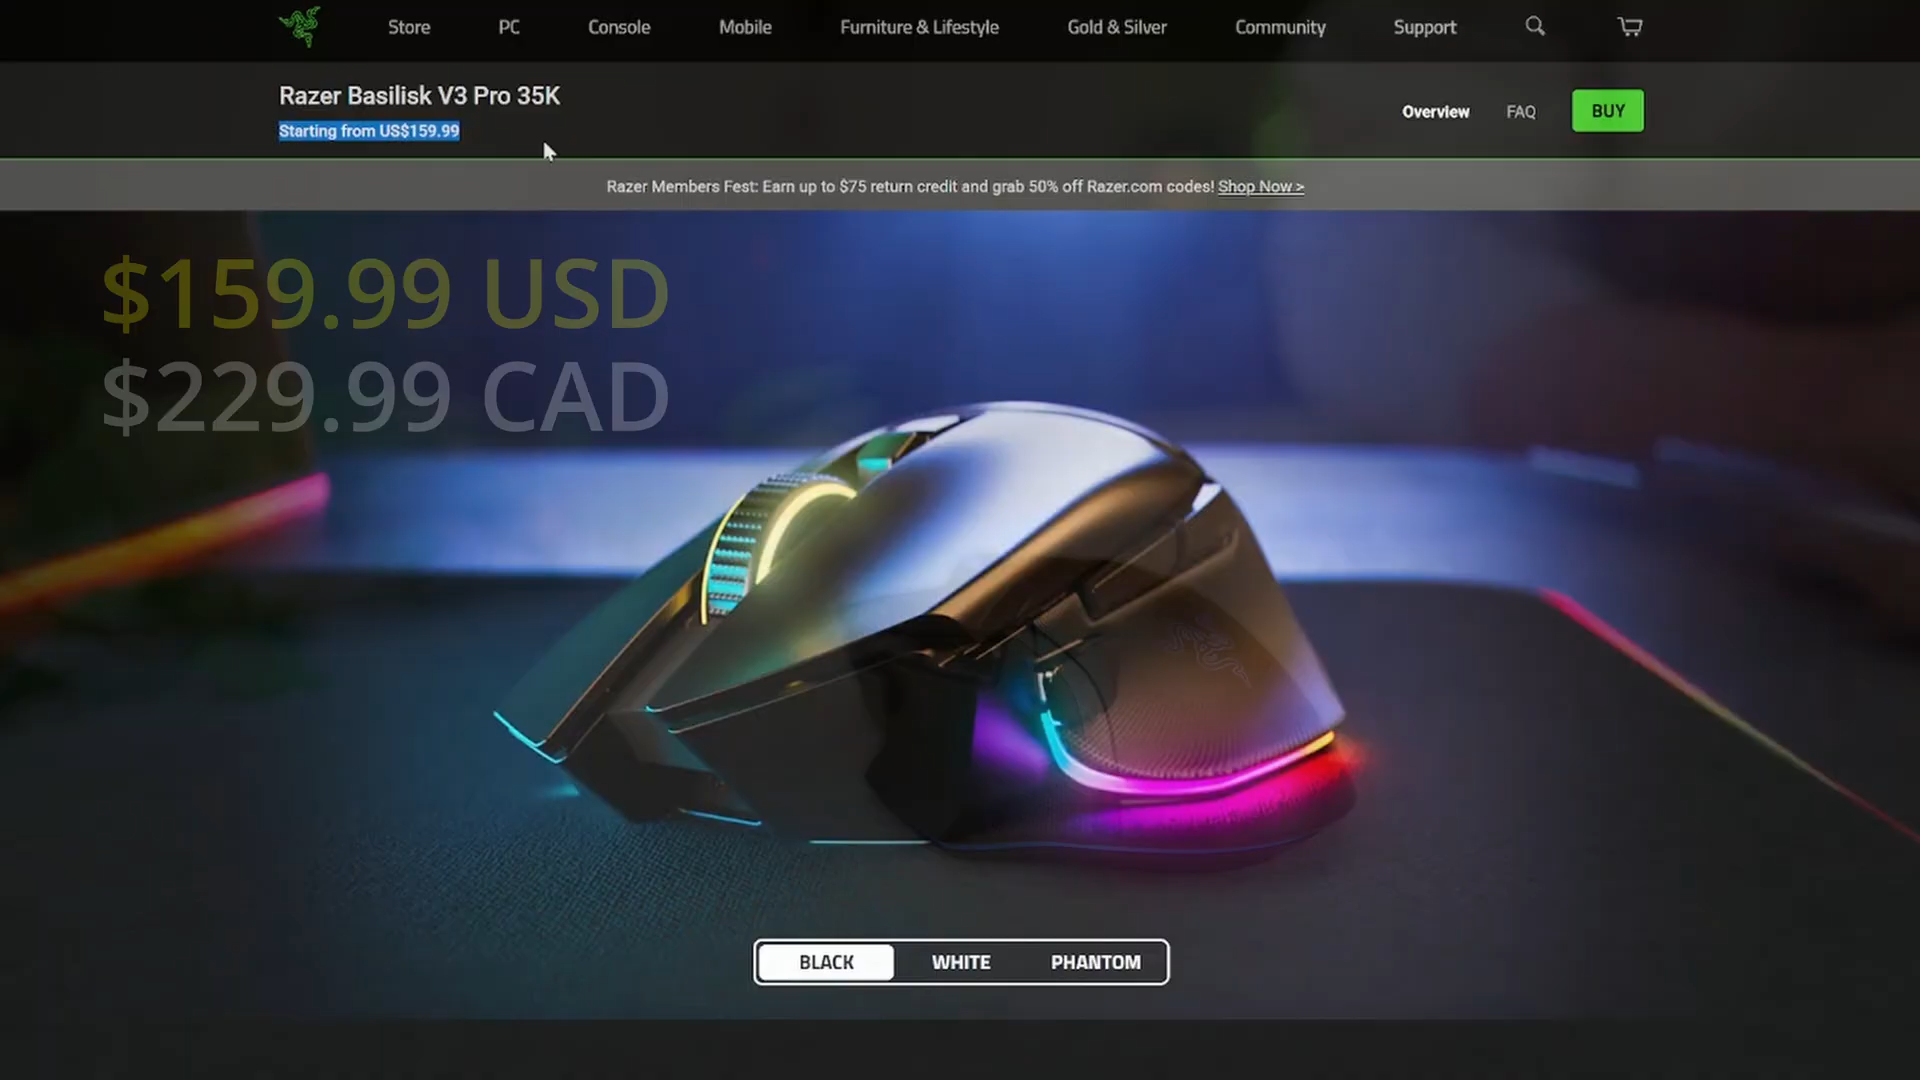 Store PC Console Mobile Furniture & Lifestyle Gold & Silver Community Support
Razer Basilisk V3 Pro 35K
Starting from US$159.99
Overview FAQ BUY
Razer Members Fest: Earn up to $75 return credit and grab 50% off Razer.com codes! Shop Now >
$159.99 USD
$229.99 CAD
BLACK WHITE PHANTOM